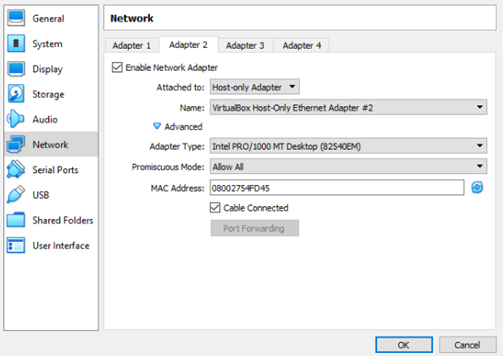 General
System
Display
Storage
Audio
Network
Serial Ports
USB
Shared Folders
User Interface
Network
Adapter 1 Adapter 2 Adapter 3 Adapter 4
Enable Network Adapter
Attached to: Host-only Adapter
Name: VirtualBox Host-Only Ethernet Adapter #2
Advanced
Adapter Type: Intel PRO/1000 MT Desktop (82540EM)
Promiscuous Mode: Allow All
MAC Address: 08002754FD45
Cable Connected
Port Forwarding
OK Cancel